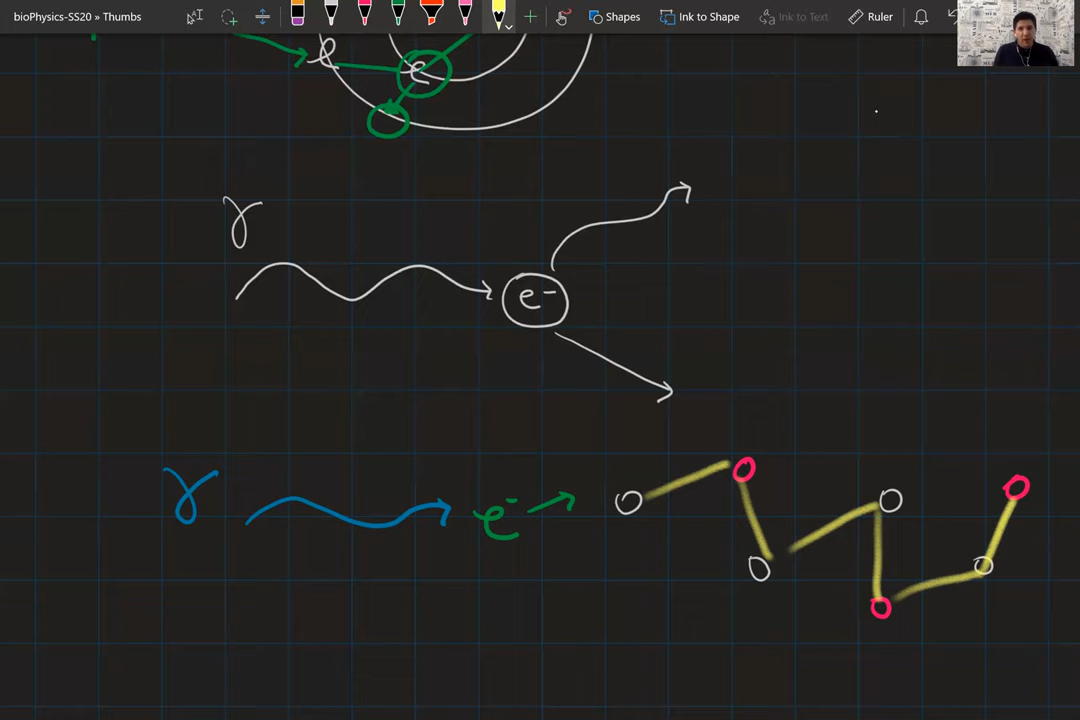 bioPhysics-SS20 » Thumbs
Shapes
Ink to Shape
Ink to Text
Ruler
e
e
γ
e⁻
γ
e⁻